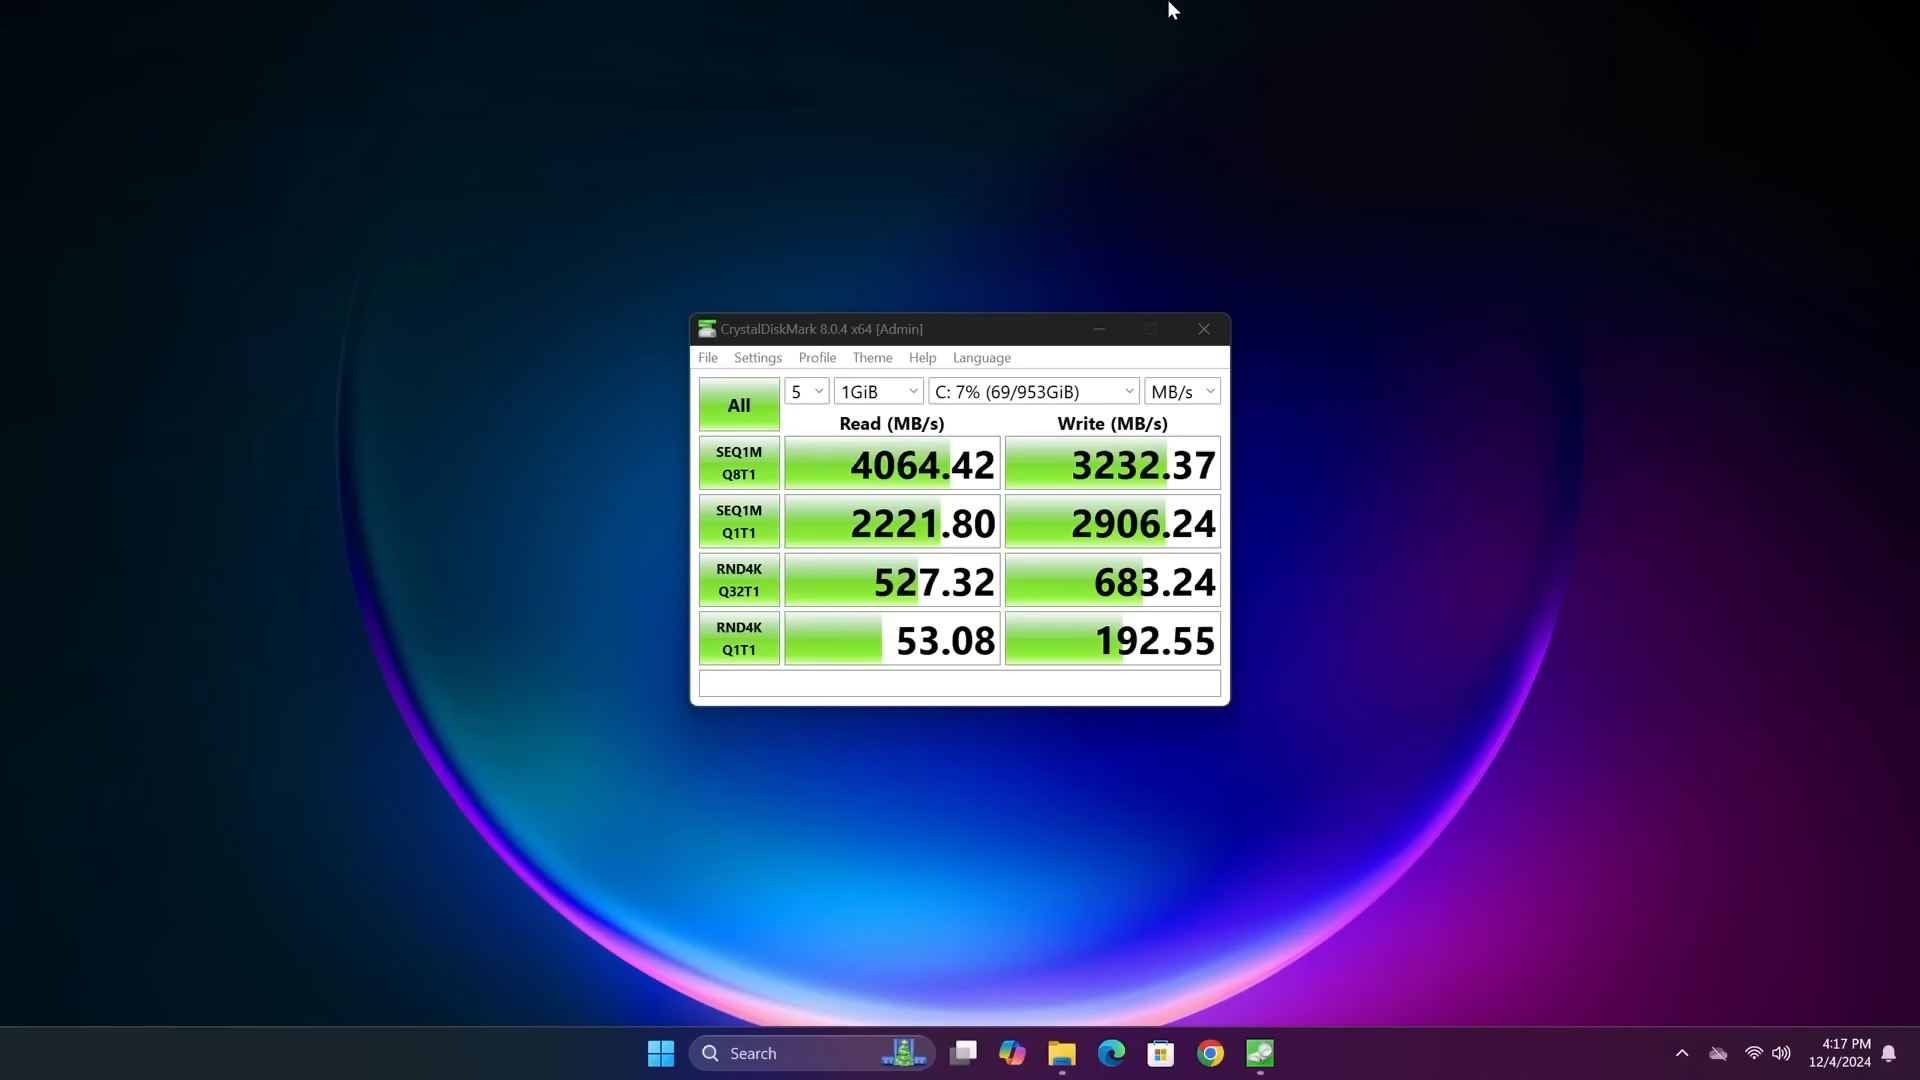 CrystalDiskMark 8.0.4 x64 [Admin]
File Settings Profile Theme Help Language
All 5 1GiB C: 7% (69/953GiB) MB/s
Read (MB/s) Write (MB/s)
SEQ1M
Q8T1
4064.42 3232.37
SEQ1M
Q1T1
2221.80 2906.24
RND4K
Q32T1
527.32 683.24
RND4K
Q1T1
53.08 192.55
Search
4:17 PM
12/4/2024